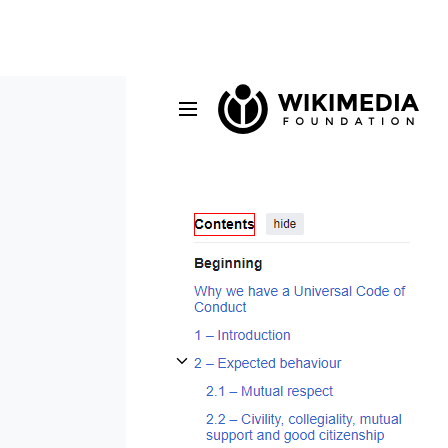 WIKIMEDIA
FOUNDATION
Contents hide
Beginning
Why we have a Universal Code of
Conduct
1 – Introduction
2 – Expected behaviour
2.1 – Mutual respect
2.2 – Civility, collegiality, mutual
support and good citizenship